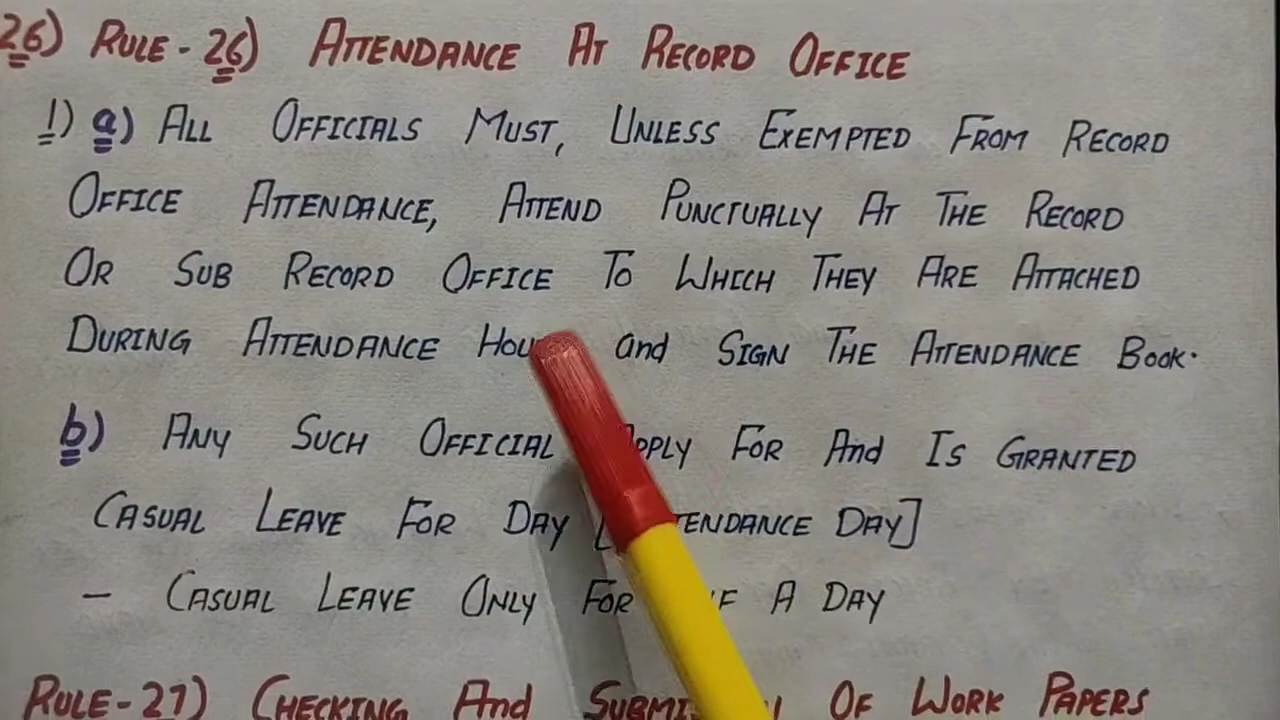 26) RULE - 26) ATTENDANCE AT RECORD OFFICE
1) a) ALL OFFICIALS MUST, UNLESS EXEMPTED FROM RECORD
OFFICE ATTENDANCE, ATTEND PUNCTUALLY AT THE RECORD
OR SUB RECORD OFFICE TO WHICH THEY ARE ATTACHED
DURING ATTENDANCE and SIGN THE ATTENDANCE BOOK.
b) ANY SUCH OFFICIAL FOR And IS GRANTED
CASUAL LEAVE FOR DAY DAY]
- CASUAL LEAVE ONLY FOR A DAY
RULE - 27) CHECKING And OF WORK PAPERS